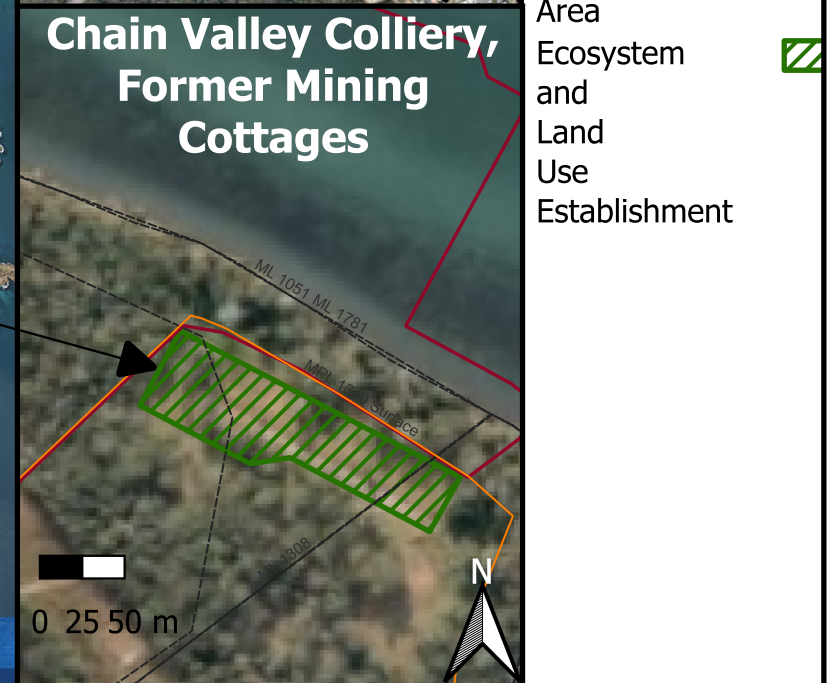 Chain Valley Colliery,
Former Mining
Cottages
ML 1051 ML 1781
Surface
1308
N
0 25 50 m
Area
Ecosystem
and
Land
Use
Establishment